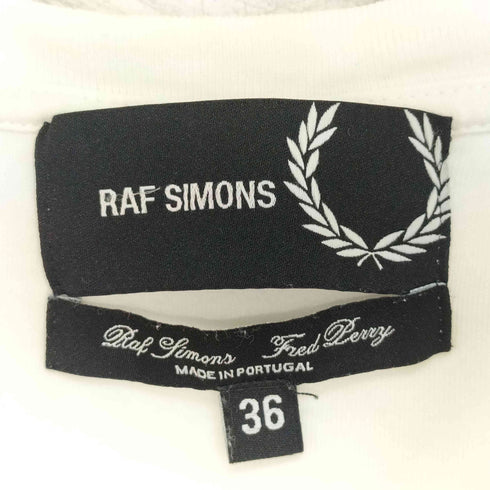 RAF SIMONS
Raf Simons Fred Perry
MADE IN PORTUGAL
36